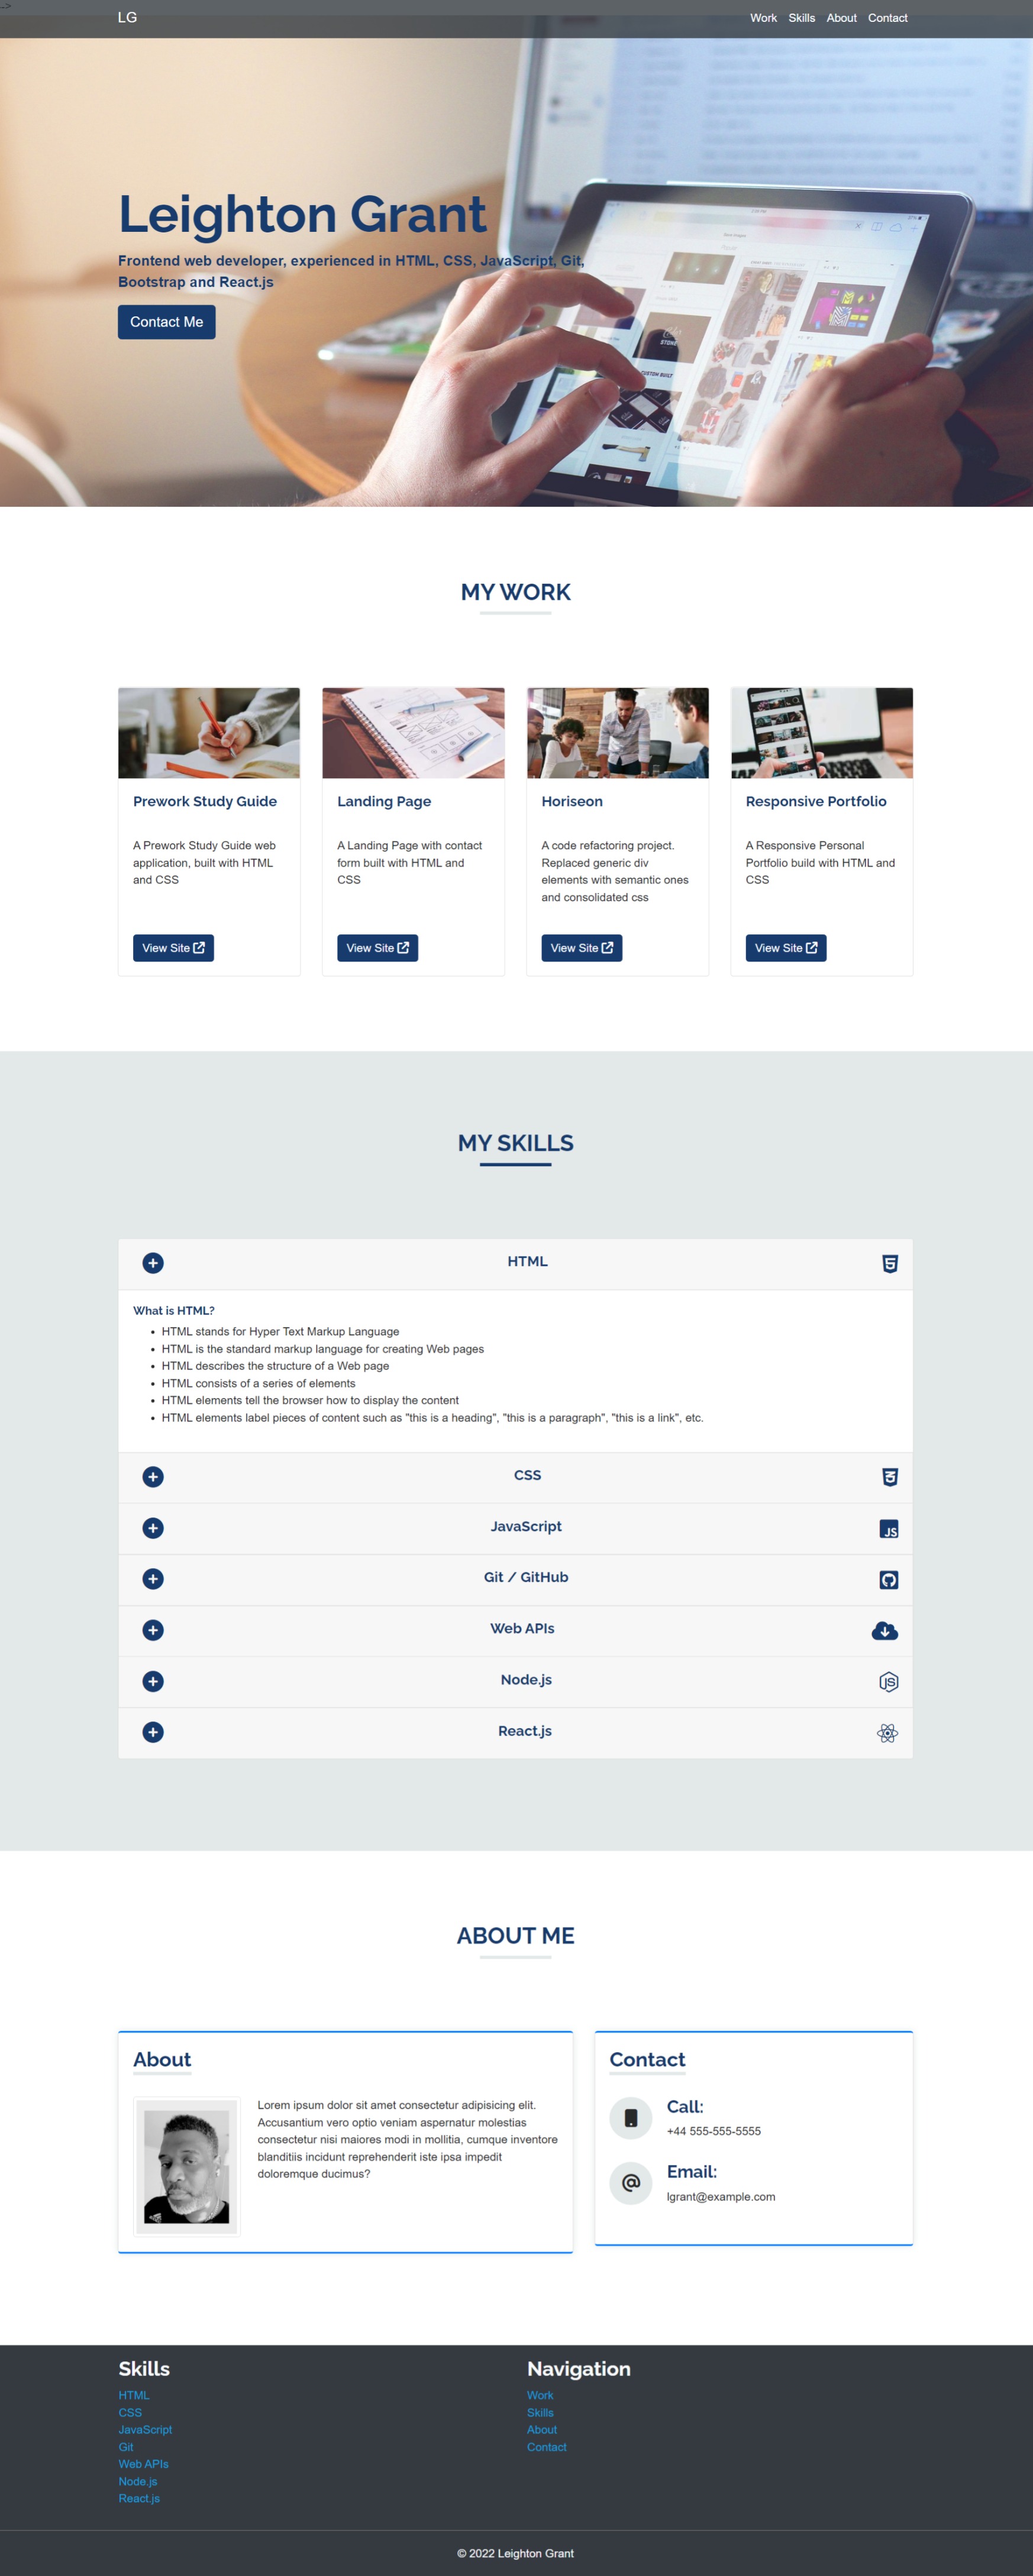 -->
LG
Work Skills About Contact
Leighton Grant
Frontend web developer, experienced in HTML, CSS, JavaScript, Git,
Bootstrap and React.js
Contact Me
CUSTOM BUILT
MY WORK
Prework Study Guide
A Prework Study Guide web
application, built with HTML
and CSS
View Site
Landing Page
A Landing Page with contact
form built with HTML and
CSS
View Site
Horiseon
A code refactoring project.
Replaced generic div
elements with semantic ones
and consolidated css
View Site
Responsive Portfolio
A Responsive Personal
Portfolio build with HTML and
CSS
View Site
MY SKILLS
HTML
What is HTML?
HTML stands for Hyper Text Markup Language
HTML is the standard markup language for creating Web pages
HTML describes the structure of a Web page
HTML consists of a series of elements
HTML elements tell the browser how to display the content
HTML elements label pieces of content such as "this is a heading", "this is a paragraph", "this is a link", etc.
CSS
JavaScript
JS
Git / GitHub
Web APIs
Node.js
JS
React.js
ABOUT ME
About
Lorem ipsum dolor sit amet consectetur adipisicing elit.
Accusantium vero optio veniam aspernatur molestias
consectetur nisi maiores modi in mollitia, cumque inventore
blanditiis incidunt reprehenderit iste ipsa impedit
doloremque ducimus?
Contact
Call:
+44 555-555-5555
@
Email:
lgrant@example.com
Skills
HTML
CSS
JavaScript
Git
Web APIs
Node.js
React.js
Navigation
Work
Skills
About
Contact
© 2022 Leighton Grant